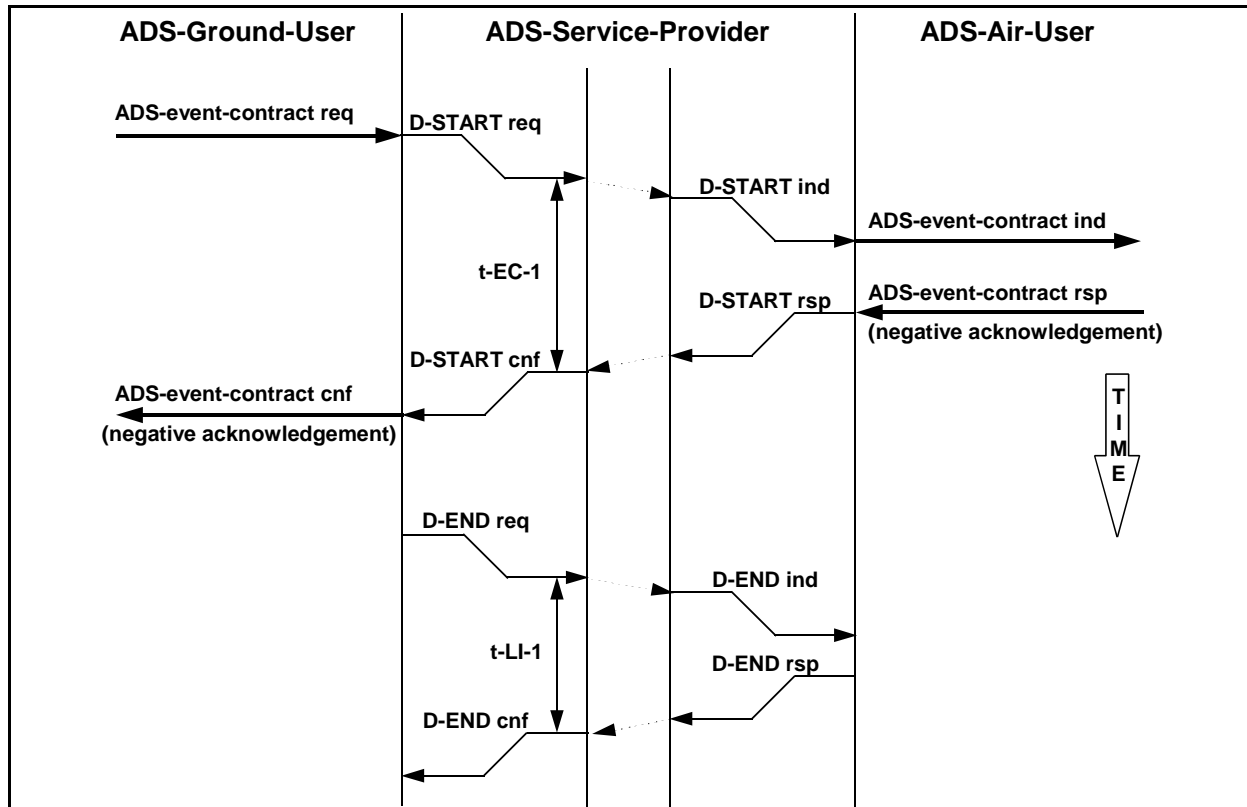 ADS-Ground-User
ADS-Service-Provider
ADS-Air-User
ADS-event-contract req
D-START req
D-START ind
ADS-event-contract ind
t-EC-1
D-START rsp
ADS-event-contract rsp
(negative acknowledgement)
D-START cnf
ADS-event-contract cnf
(negative acknowledgement)
TIME
D-END req
D-END ind
t-LI-1
D-END rsp
D-END cnf